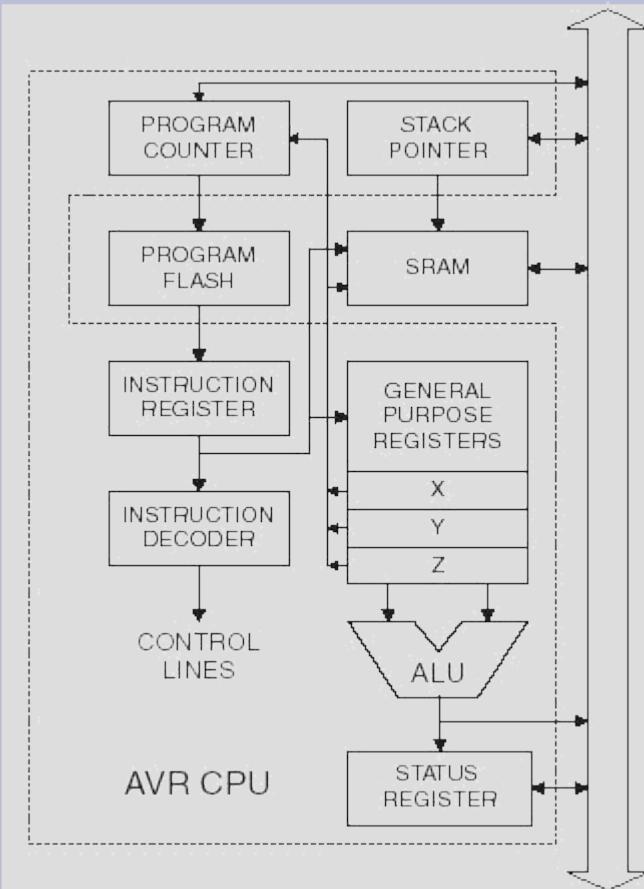 PROGRAM
COUNTER
STACK
POINTER
PROGRAM
FLASH
SRAM
INSTRUCTION
REGISTER
GENERAL
PURPOSE
REGISTERS
X
Y
Z
INSTRUCTION
DECODER
CONTROL
LINES
ALU
AVR CPU
STATUS
REGISTER